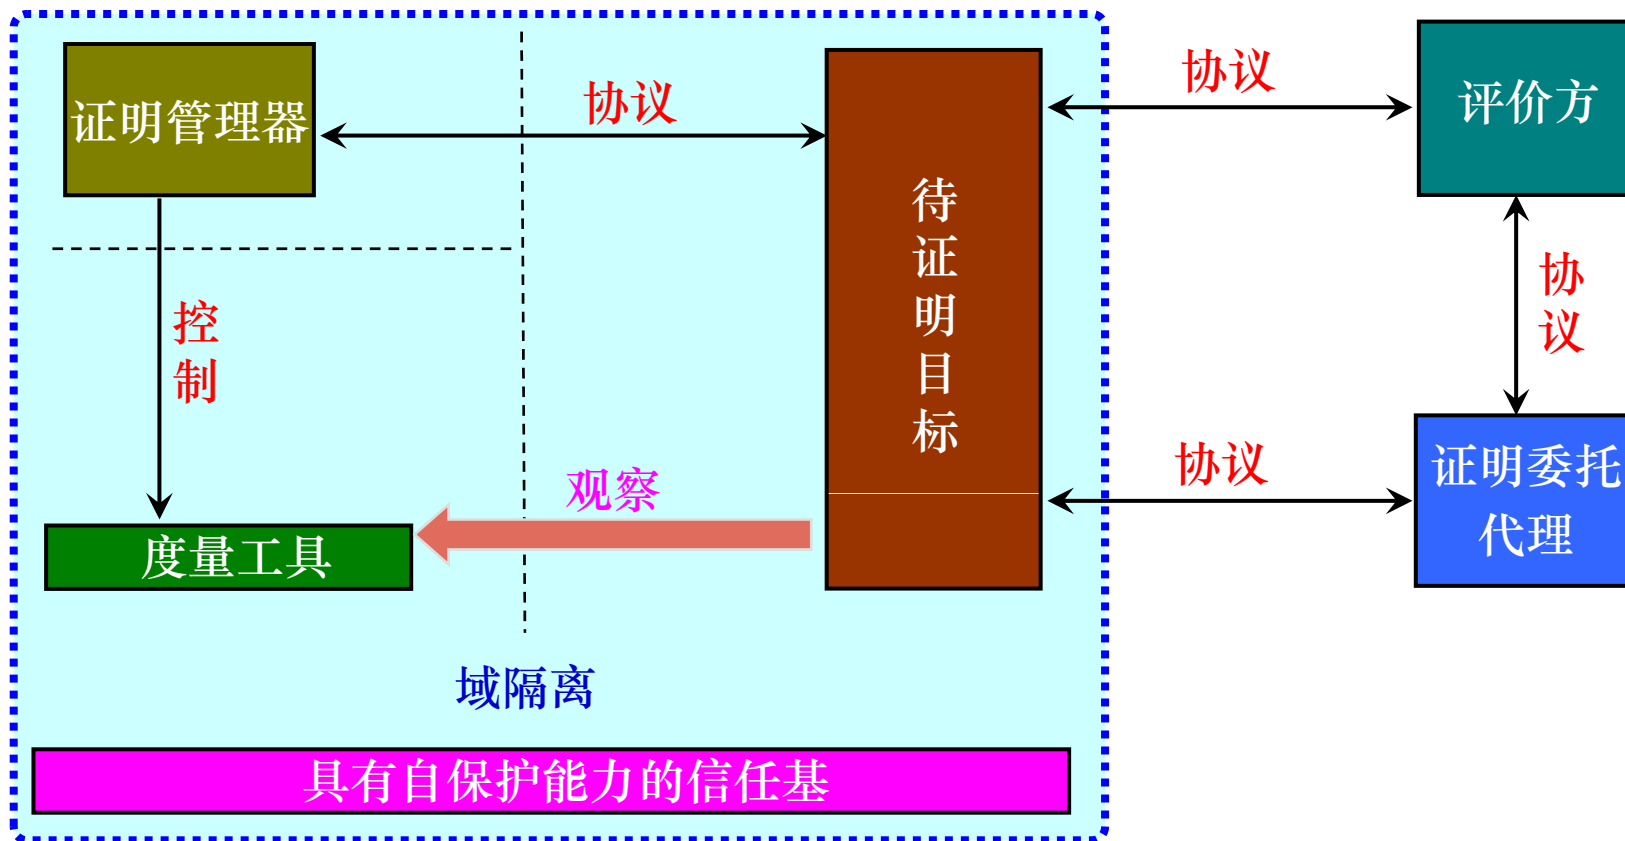 证明管理器
协议
待证明目标
协议
评价方
控制
协议
观察
度量工具
协议
证明委托
代理
域隔离
具有自保护能力的信任基